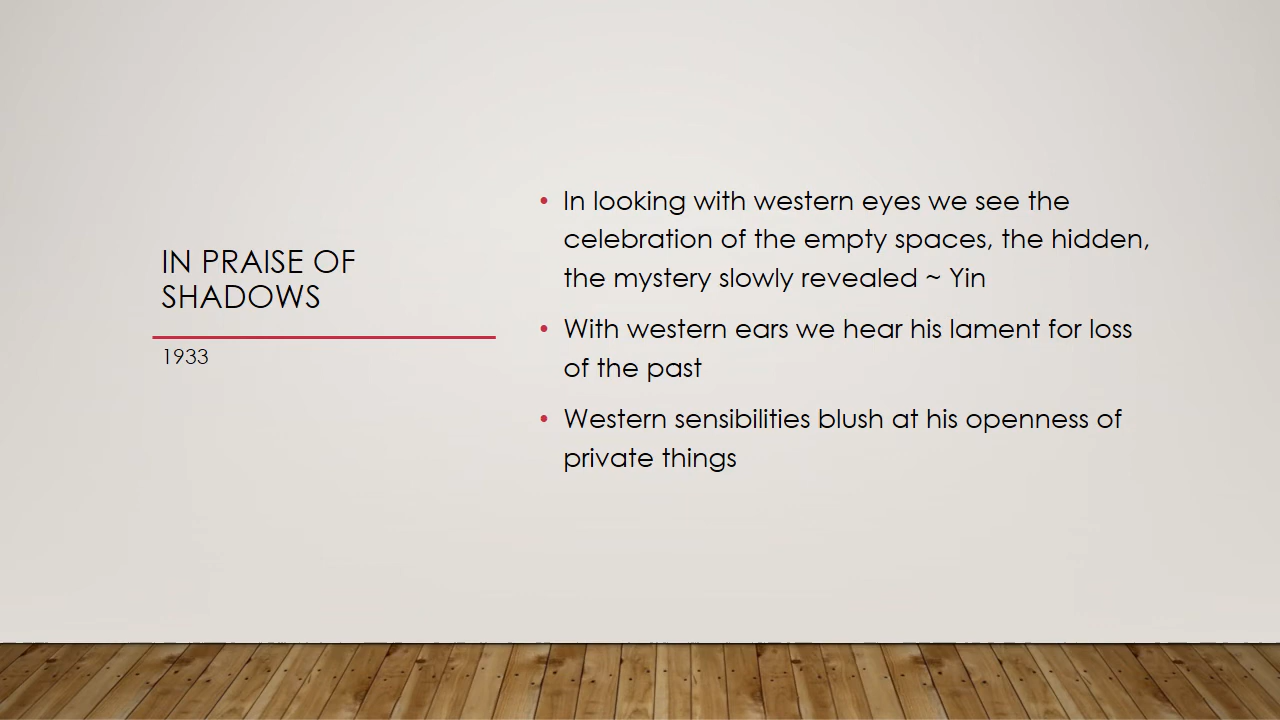 IN PRAISE OF
SHADOWS
1933
• In looking with western eyes we see the
celebration of the empty spaces, the hidden,
the mystery slowly revealed ~ Yin
• With western ears we hear his lament for loss
of the past
• Western sensibilities blush at his openness of
private things